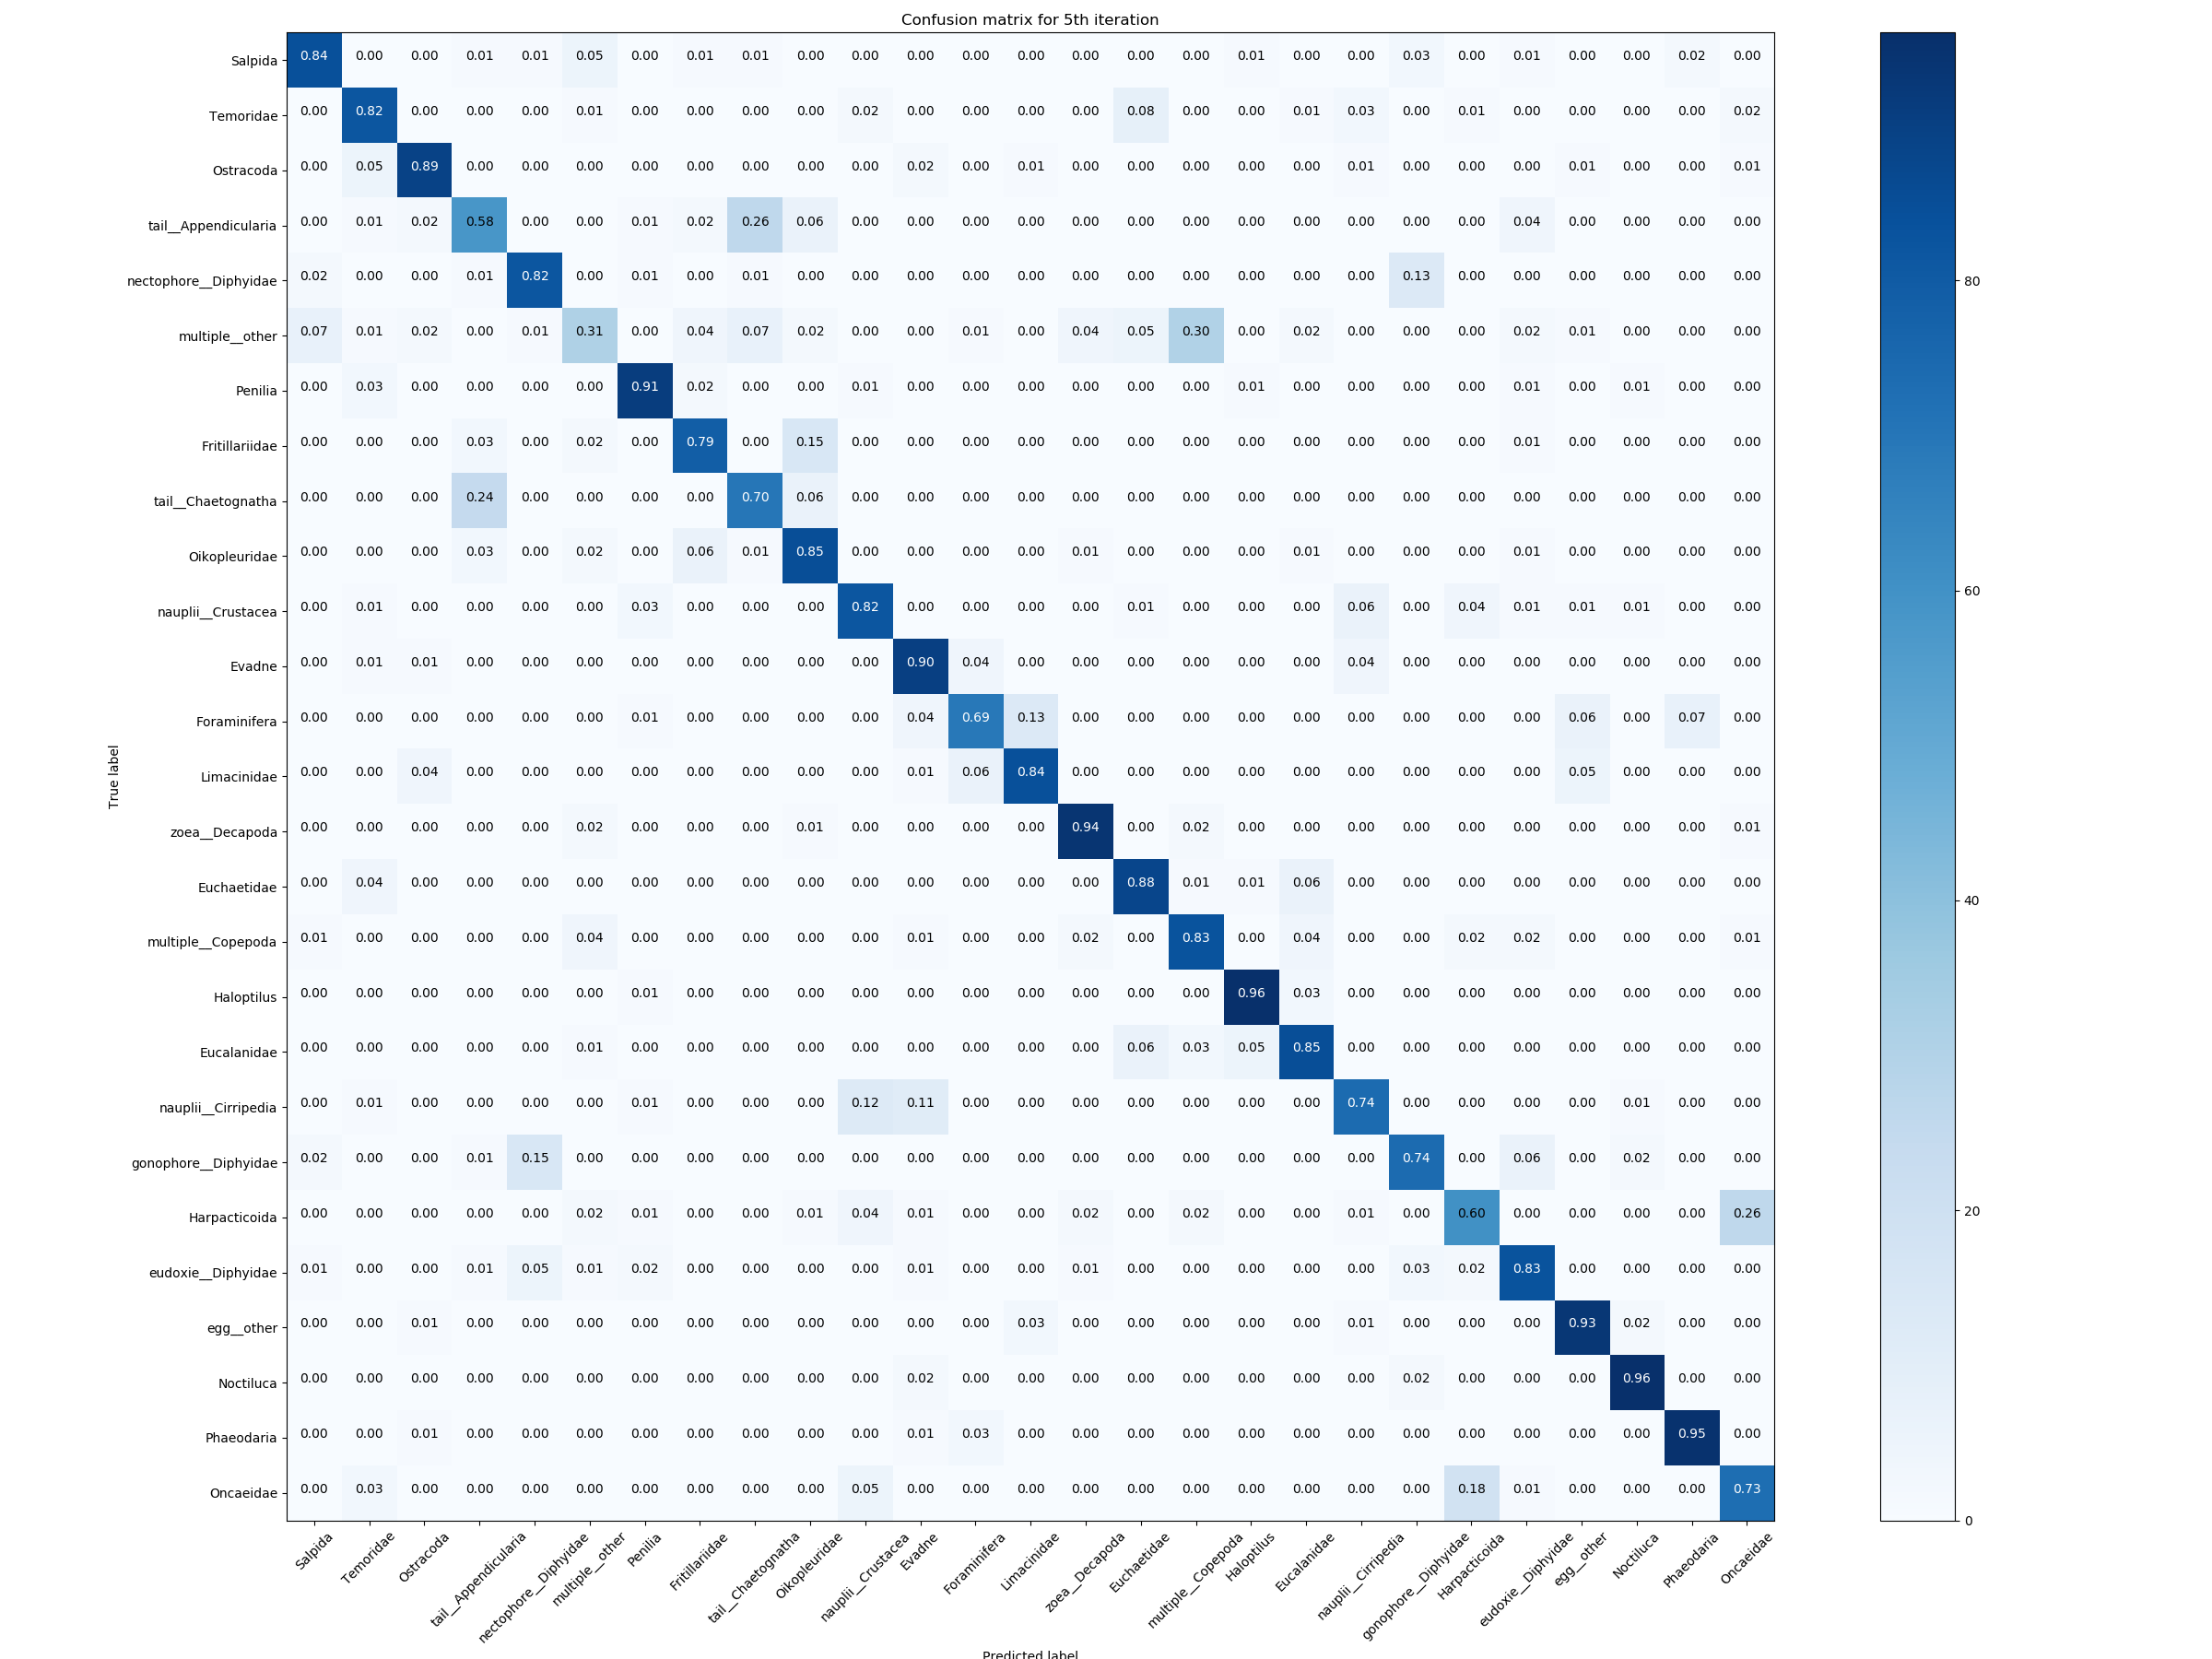 Confusion matrix for 5th iteration
Salpida 0.84 0.00 0.00 0.01 0.01 0.05 0.00 0.01 0.01 0.00 0.00 0.00 0.00 0.00 0.00 0.00 0.00 0.01 0.00 0.00 0.03 0.00 0.01 0.00 0.00 0.02 0.00
Temoridae 0.00 0.82 0.00 0.00 0.00 0.01 0.00 0.00 0.00 0.00 0.02 0.00 0.00 0.00 0.00 0.08 0.00 0.00 0.01 0.03 0.00 0.01 0.00 0.00 0.00 0.00 0.02
Ostracoda 0.00 0.05 0.89 0.00 0.00 0.00 0.00 0.00 0.00 0.00 0.00 0.02 0.00 0.01 0.00 0.00 0.00 0.00 0.00 0.01 0.00 0.00 0.00 0.01 0.00 0.00 0.01
tail__Appendicularia 0.00 0.01 0.02 0.58 0.00 0.00 0.01 0.02 0.26 0.06 0.00 0.00 0.00 0.00 0.00 0.00 0.00 0.00 0.00 0.00 0.00 0.00 0.04 0.00 0.00 0.00 0.00
nectophore__Diphyidae 0.02 0.00 0.00 0.01 0.82 0.00 0.01 0.00 0.01 0.00 0.00 0.00 0.00 0.00 0.00 0.00 0.00 0.00 0.00 0.00 0.13 0.00 0.00 0.00 0.00 0.00 0.00
multiple__other 0.07 0.01 0.02 0.00 0.01 0.31 0.00 0.04 0.07 0.02 0.00 0.00 0.01 0.00 0.04 0.05 0.30 0.00 0.02 0.00 0.00 0.00 0.02 0.01 0.00 0.00 0.00
Penilia 0.00 0.03 0.00 0.00 0.00 0.00 0.91 0.02 0.00 0.00 0.01 0.00 0.00 0.00 0.00 0.00 0.00 0.01 0.00 0.00 0.00 0.00 0.01 0.00 0.01 0.00 0.00
Fritillariidae 0.00 0.00 0.00 0.03 0.00 0.02 0.00 0.79 0.00 0.15 0.00 0.00 0.00 0.00 0.00 0.00 0.00 0.00 0.00 0.00 0.00 0.00 0.01 0.00 0.00 0.00 0.00
tail__Chaetognatha 0.00 0.00 0.00 0.24 0.00 0.00 0.00 0.00 0.70 0.06 0.00 0.00 0.00 0.00 0.00 0.00 0.00 0.00 0.00 0.00 0.00 0.00 0.00 0.00 0.00 0.00 0.00
Oikopleuridae 0.00 0.00 0.00 0.03 0.00 0.02 0.00 0.06 0.01 0.85 0.00 0.00 0.00 0.00 0.01 0.00 0.00 0.00 0.01 0.00 0.00 0.00 0.01 0.00 0.00 0.00 0.00
nauplii__Crustacea 0.00 0.01 0.00 0.00 0.00 0.00 0.03 0.00 0.00 0.00 0.82 0.00 0.00 0.00 0.00 0.01 0.00 0.00 0.00 0.06 0.00 0.04 0.01 0.01 0.01 0.00 0.00
Evadne 0.00 0.01 0.01 0.00 0.00 0.00 0.00 0.00 0.00 0.00 0.00 0.90 0.04 0.00 0.00 0.00 0.00 0.00 0.00 0.04 0.00 0.00 0.00 0.00 0.00 0.00 0.00
Foraminifera 0.00 0.00 0.00 0.00 0.00 0.00 0.01 0.00 0.00 0.00 0.00 0.04 0.69 0.13 0.00 0.00 0.00 0.00 0.00 0.00 0.00 0.00 0.00 0.06 0.00 0.07 0.00
Limacinidae 0.00 0.00 0.04 0.00 0.00 0.00 0.00 0.00 0.00 0.00 0.00 0.01 0.06 0.84 0.00 0.00 0.00 0.00 0.00 0.00 0.00 0.00 0.00 0.05 0.00 0.00 0.00
zoea__Decapoda 0.00 0.00 0.00 0.00 0.00 0.02 0.00 0.00 0.00 0.01 0.00 0.00 0.00 0.00 0.94 0.00 0.02 0.00 0.00 0.00 0.00 0.00 0.00 0.00 0.00 0.00 0.01
Euchaetidae 0.00 0.04 0.00 0.00 0.00 0.00 0.00 0.00 0.00 0.00 0.00 0.00 0.00 0.00 0.00 0.88 0.01 0.01 0.06 0.00 0.00 0.00 0.00 0.00 0.00 0.00 0.00
multiple__Copepoda 0.01 0.00 0.00 0.00 0.00 0.04 0.00 0.00 0.00 0.00 0.00 0.01 0.00 0.00 0.02 0.00 0.83 0.00 0.04 0.00 0.00 0.02 0.02 0.00 0.00 0.00 0.01
Haloptilus 0.00 0.00 0.00 0.00 0.00 0.00 0.01 0.00 0.00 0.00 0.00 0.00 0.00 0.00 0.00 0.00 0.00 0.96 0.03 0.00 0.00 0.00 0.00 0.00 0.00 0.00 0.00
Eucalanidae 0.00 0.00 0.00 0.00 0.00 0.01 0.00 0.00 0.00 0.00 0.00 0.00 0.00 0.00 0.00 0.06 0.03 0.05 0.85 0.00 0.00 0.00 0.00 0.00 0.00 0.00 0.00
nauplii__Cirripedia 0.00 0.01 0.00 0.00 0.00 0.00 0.01 0.00 0.00 0.00 0.12 0.11 0.00 0.00 0.00 0.00 0.00 0.00 0.00 0.74 0.00 0.00 0.00 0.00 0.01 0.00 0.00
gonophore__Diphyidae 0.02 0.00 0.00 0.01 0.15 0.00 0.00 0.00 0.00 0.00 0.00 0.00 0.00 0.00 0.00 0.00 0.00 0.00 0.00 0.00 0.74 0.00 0.06 0.00 0.02 0.00 0.00
Harpacticoida 0.00 0.00 0.00 0.00 0.00 0.02 0.01 0.00 0.00 0.01 0.04 0.01 0.00 0.00 0.02 0.00 0.02 0.00 0.00 0.01 0.00 0.60 0.00 0.00 0.00 0.00 0.26
eudoxie__Diphyidae 0.01 0.00 0.00 0.01 0.05 0.01 0.02 0.00 0.00 0.00 0.00 0.01 0.00 0.00 0.01 0.00 0.00 0.00 0.00 0.00 0.03 0.02 0.83 0.00 0.00 0.00 0.00
egg__other 0.00 0.00 0.01 0.00 0.00 0.00 0.00 0.00 0.00 0.00 0.00 0.00 0.00 0.03 0.00 0.00 0.00 0.00 0.00 0.01 0.00 0.00 0.00 0.93 0.02 0.00 0.00
Noctiluca 0.00 0.00 0.00 0.00 0.00 0.00 0.00 0.00 0.00 0.00 0.00 0.02 0.00 0.00 0.00 0.00 0.00 0.00 0.00 0.00 0.02 0.00 0.00 0.00 0.96 0.00 0.00
Phaeodaria 0.00 0.00 0.01 0.00 0.00 0.00 0.00 0.00 0.00 0.00 0.00 0.01 0.03 0.00 0.00 0.00 0.00 0.00 0.00 0.00 0.00 0.00 0.00 0.00 0.00 0.95 0.00
Oncaeidae 0.00 0.03 0.00 0.00 0.00 0.00 0.00 0.00 0.00 0.00 0.05 0.00 0.00 0.00 0.00 0.00 0.00 0.00 0.00 0.00 0.00 0.18 0.01 0.00 0.00 0.00 0.73
True label
Salpida Temoridae Ostracoda tail__Appendicularia nectophore__Diphyidae multiple__other Penilia Fritillariidae tail__Chaetognatha Oikopleuridae nauplii__Crustacea Evadne Foraminifera Limacinidae zoea__Decapoda Euchaetidae multiple__Copepoda Haloptilus Eucalanidae nauplii__Cirripedia gonophore__Diphyidae Harpacticoida eudoxie__Diphyidae egg__other Noctiluca Phaeodaria Oncaeidae
Predicted label
80
60
40
20
0